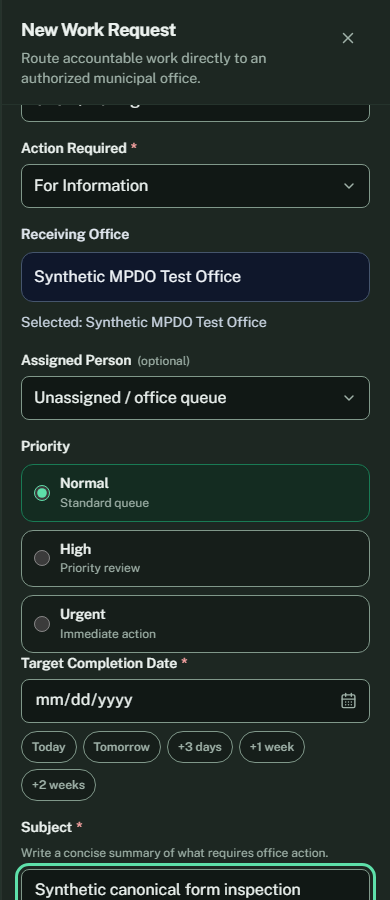 New Work Request
Route accountable work directly to an
authorized municipal office.
Action Required *
For Information
Receiving Office
Synthetic MPDO Test Office
Selected: Synthetic MPDO Test Office
Assigned Person (optional)
Unassigned / office queue
Priority
Normal
Standard queue
High
Priority review
Urgent
Immediate action
Target Completion Date *
mm/dd/yyyy
Today
Tomorrow
+3 days
+1 week
+2 weeks
Subject *
Write a concise summary of what requires office action.
Synthetic canonical form inspection